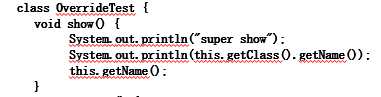 class OverrideTest {
void show() {
System.out.println("super show");
System.out.println(this.getClass().getName());
this.getName();
}